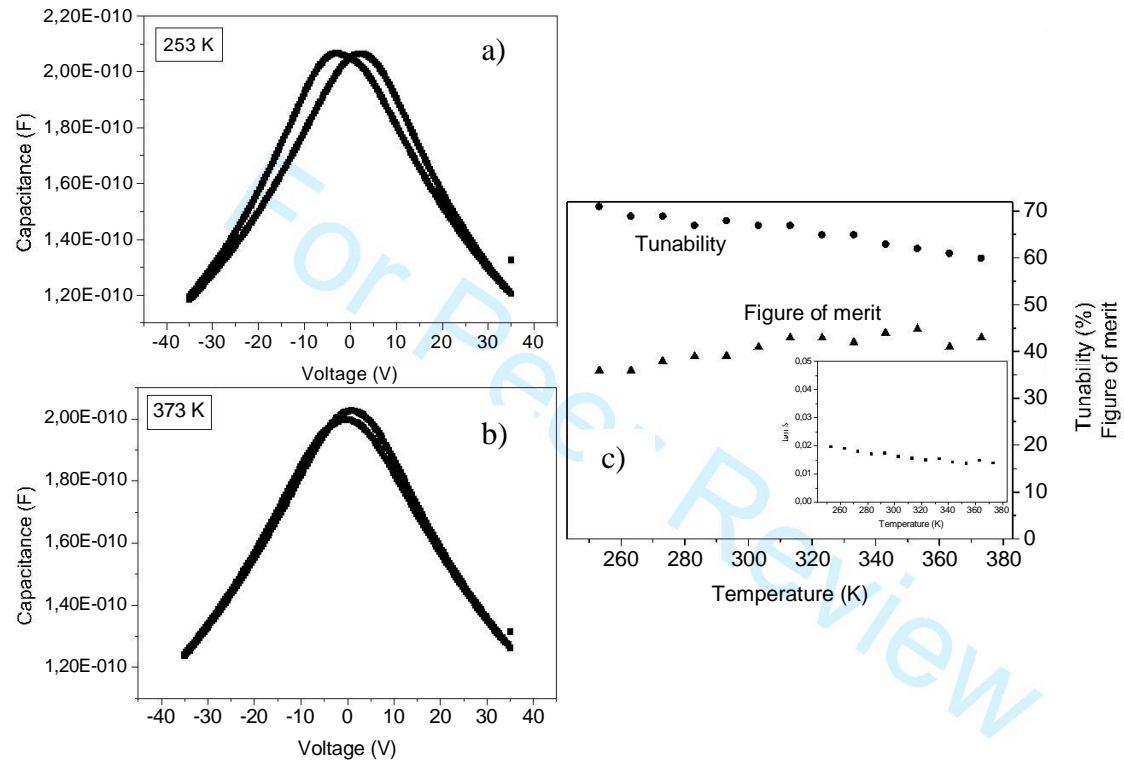 2,20E-010
253 K
a)
2,00E-010
1,80E-010
1,60E-010
1,40E-010
1,20E-010
Capacitance (F)
-40 -30 -20 -10 0 10 20 30 40
Voltage (V)
373 K
b)
2,00E-010
1,80E-010
1,60E-010
1,40E-010
1,20E-010
Capacitance (F)
-40 -30 -20 -10 0 10 20 30 40
Voltage (V)
Tunability
Figure of merit
c)
70
60
50
40
30
20
10
0
Tunability (%)
Figure of merit
260 280 300 320 340 360 380
Temperature (K)
0,05
0,04
0,03
0,02
0,01
0,00
tan δ
260 280 300 320 340 360 380
Temperature (K)
For Peer Review